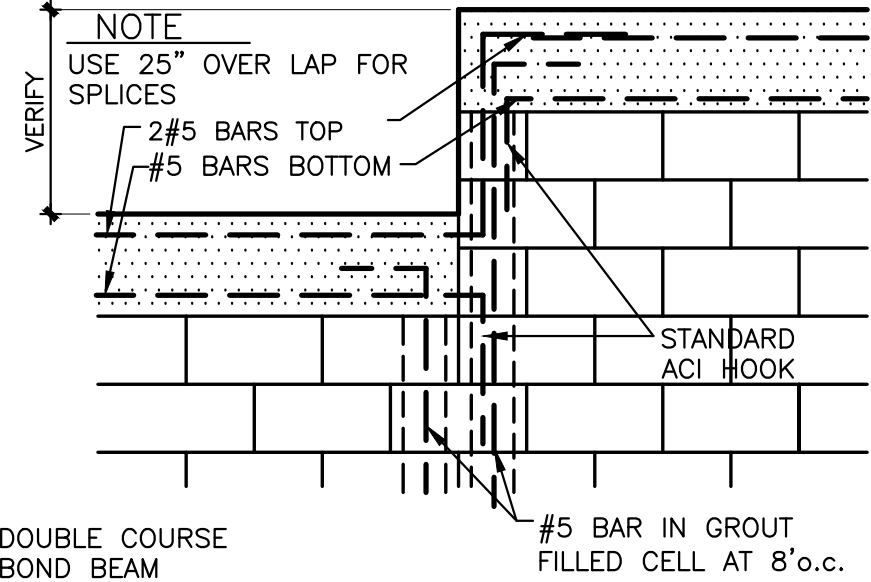 NOTE
USE 25" OVER LAP FOR
SPLICES
VERIFY
2#5 BARS TOP
#5 BARS BOTTOM
STANDARD
ACI HOOK
DOUBLE COURSE
BOND BEAM
#5 BAR IN GROUT
FILLED CELL AT 8'o.c.